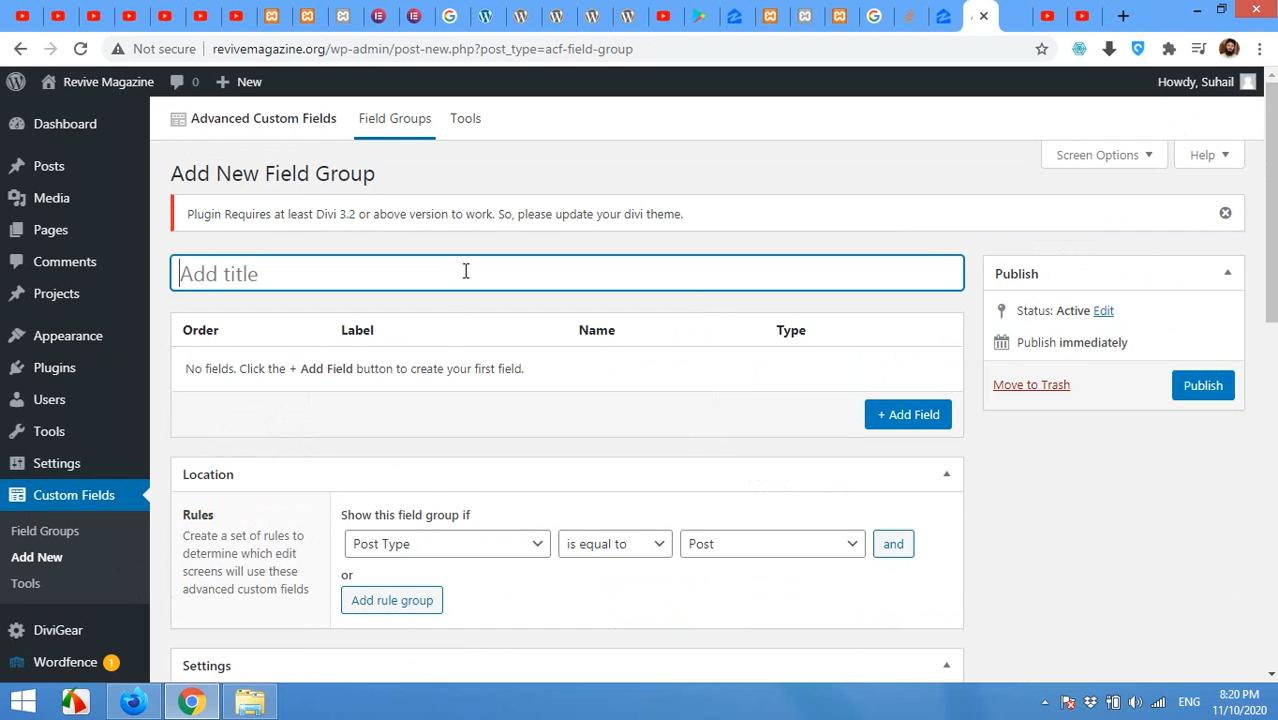 Not secure
revivemagazine.org/wp-admin/post-new.php?post_type=acf-field-group
Revive Magazine
0
New
Howdy, Suhail
Dashboard
Posts
Media
Pages
Comments
Projects
Appearance
Plugins
Users
Tools
Settings
Custom Fields
Field Groups
Add New
Tools
DiviGear
Wordfence 1
Advanced Custom Fields
Field Groups
Tools
Screen Options
Help
Add New Field Group
Plugin Requires at least Divi 3.2 or above version to work. So, please update your divi theme.
Add title
Order Label Name Type
No fields. Click the + Add Field button to create your first field.
+ Add Field
Location
Rules
Create a set of rules to
determine which edit
screens will use these
advanced custom fields
Show this field group if
Post Type is equal to Post and
or
Add rule group
Settings
Publish
Status: Active Edit
Publish immediately
Move to Trash
Publish
ENG
8:20 PM
11/10/2020